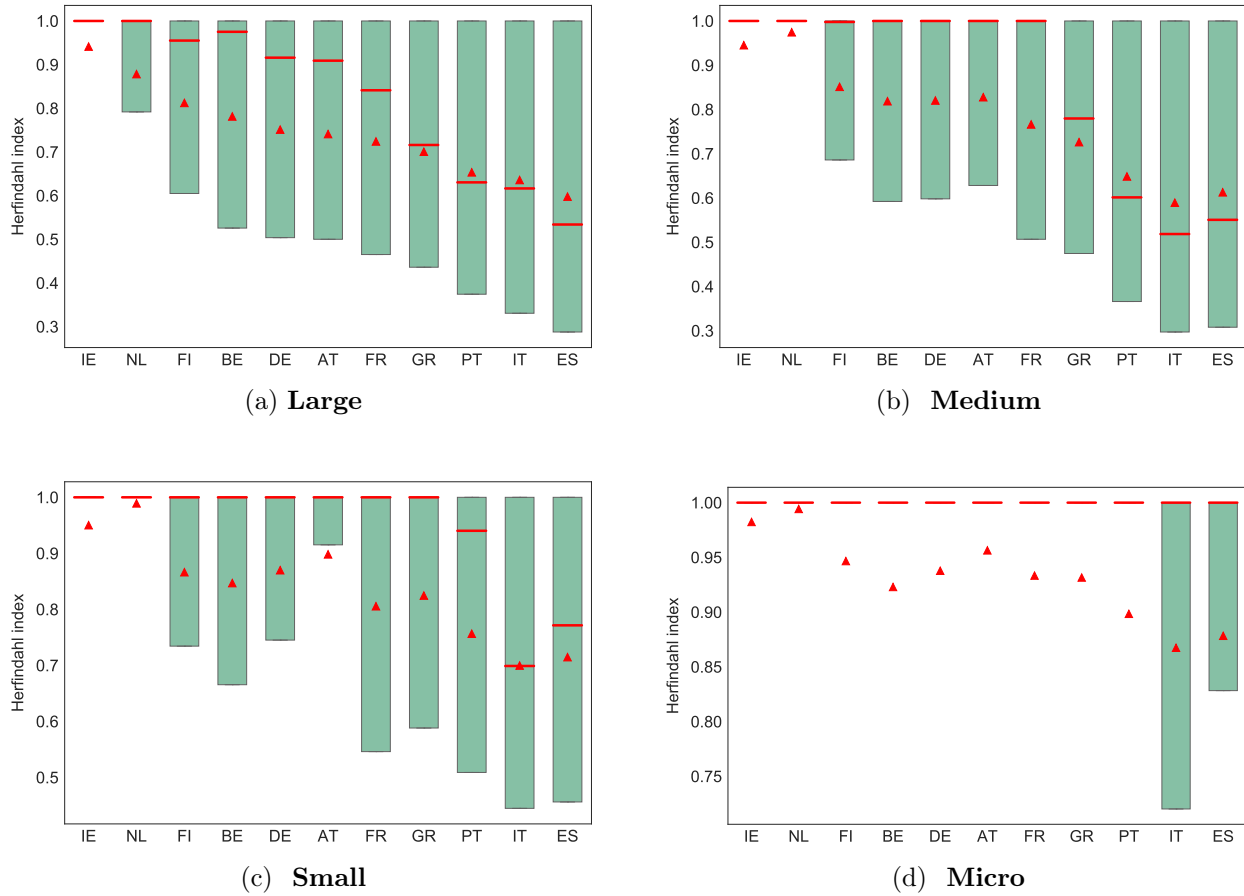 Herfindahl index
1.0
0.9
0.8
0.7
0.6
0.5
0.4
0.3
IE NL FI BE DE AT FR GR PT IT ES
(a) Large
Herfindahl index
1.0
0.9
0.8
0.7
0.6
0.5
0.4
0.3
IE NL FI BE DE AT FR GR PT IT ES
(b) Medium
Herfindahl index
1.0
0.9
0.8
0.7
0.6
0.5
IE NL FI BE DE AT FR GR PT IT ES
(c) Small
Herfindahl index
1.00
0.95
0.90
0.85
0.80
0.75
IE NL FI BE DE AT FR GR PT IT ES
(d) Micro